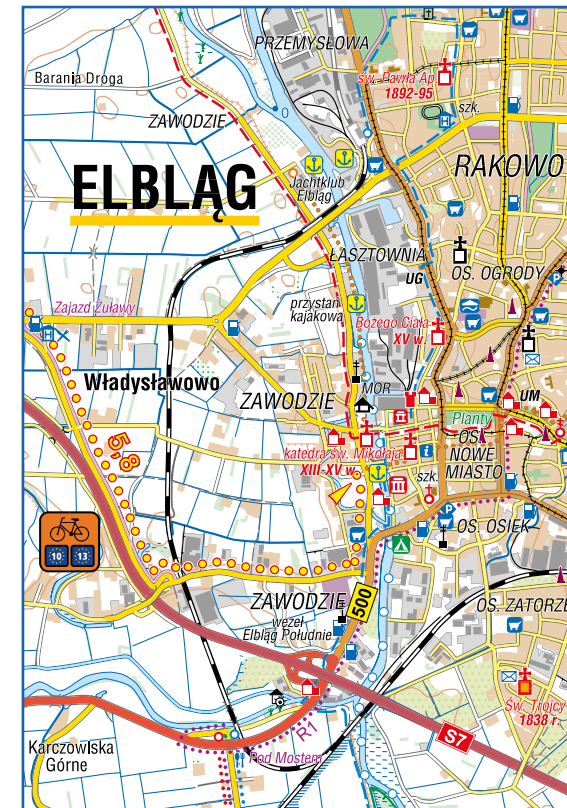 PRZEMYSŁOWA
św. Pawła Ap.
1892-95
szk.
Barania Droga
ZAWODZIE
ELBLĄG
Jachtklub
Elbląg
RAKOWO
ŁASZTOWNIA
UG
OS. OGRODY
Zajazd Żuławy
przystań
kajakowa
Bożego Ciała
XV w.
Władysławowo
ZAWODZIE
MOR
UM
Planty
katedra św. Mikołaja
XIII-XV w.
OS.
NOWE
MIASTO
szk.
5,8
OS. OSIEK
10
13
ZAWODZIE
500
węzeł
Elbląg Południe
OS. ZATORZE
Św. Trójcy
1838 r.
R1
S7
Pod Mostem
Karczowiska
Górne